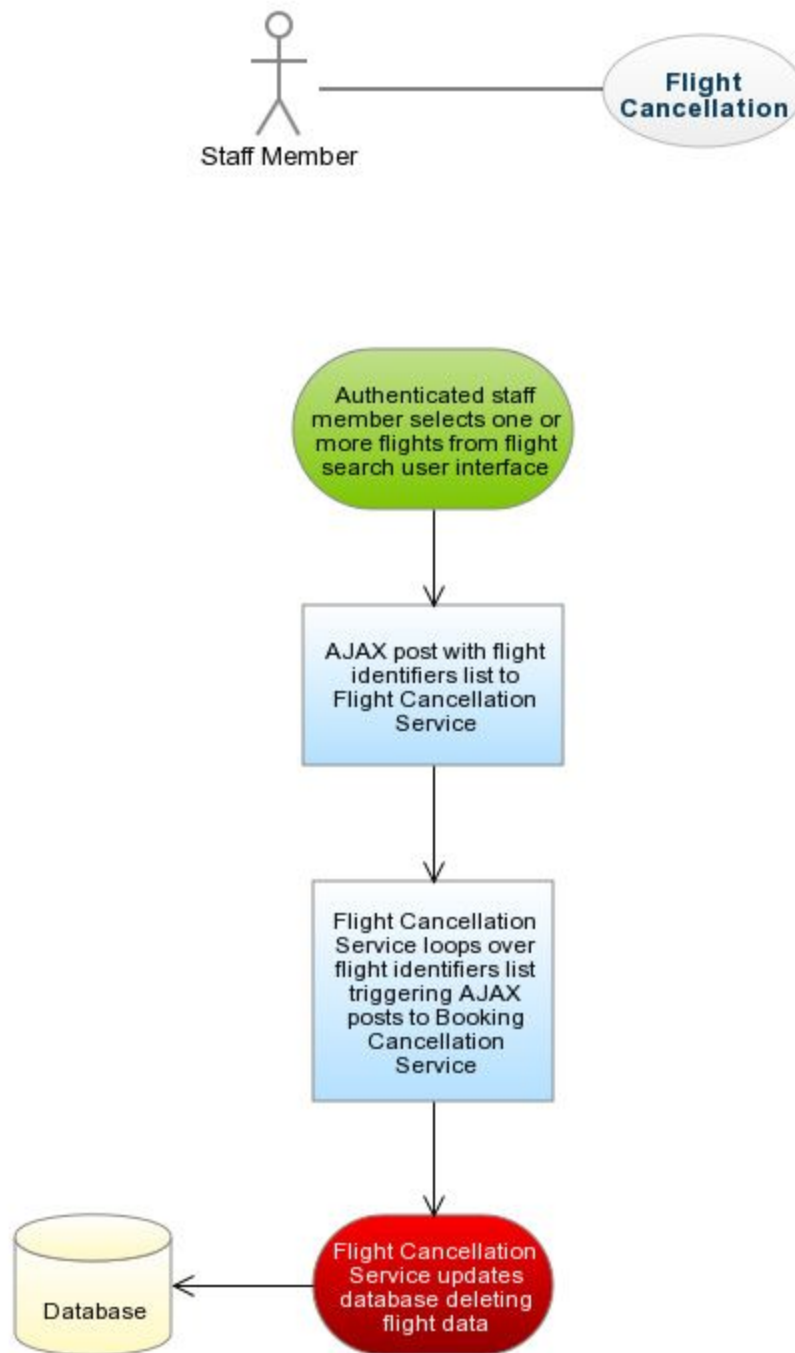 Flight
Cancellation
Staff Member
Authenticated staff
member selects one or
more flights from flight
search user interface
AJAX post with flight
identifiers list to
Flight Cancellation
Service
Flight Cancellation
Service loops over
flight identifiers list
triggering AJAX
posts to Booking
Cancellation
Service
Flight Cancellation
Service updates
database deleting
flight data
Database